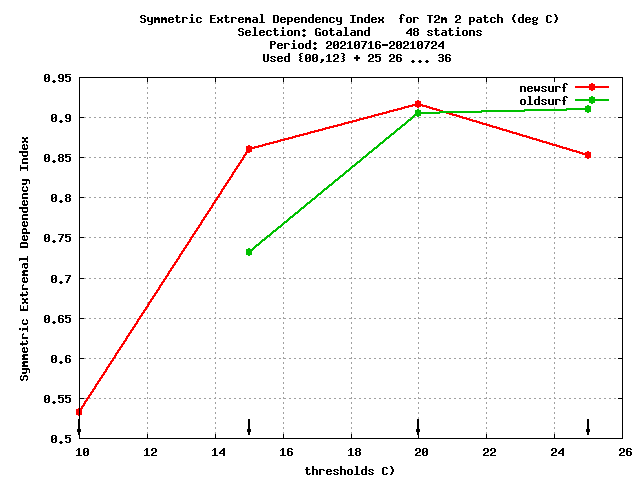 Symmetric Extremal Dependency Index  for T2m 2 patch (deg C)
Selection: Gotaland     48 stations
Period: 20210716-20210724
Used {00,12} + 25 26 ... 36
newsurf
oldsurf
Symmetric Extremal Dependency Index
0.95
0.9
0.85
0.8
0.75
0.7
0.65
0.6
0.55
0.5
10 12 14 16 18 20 22 24 26
thresholds C)